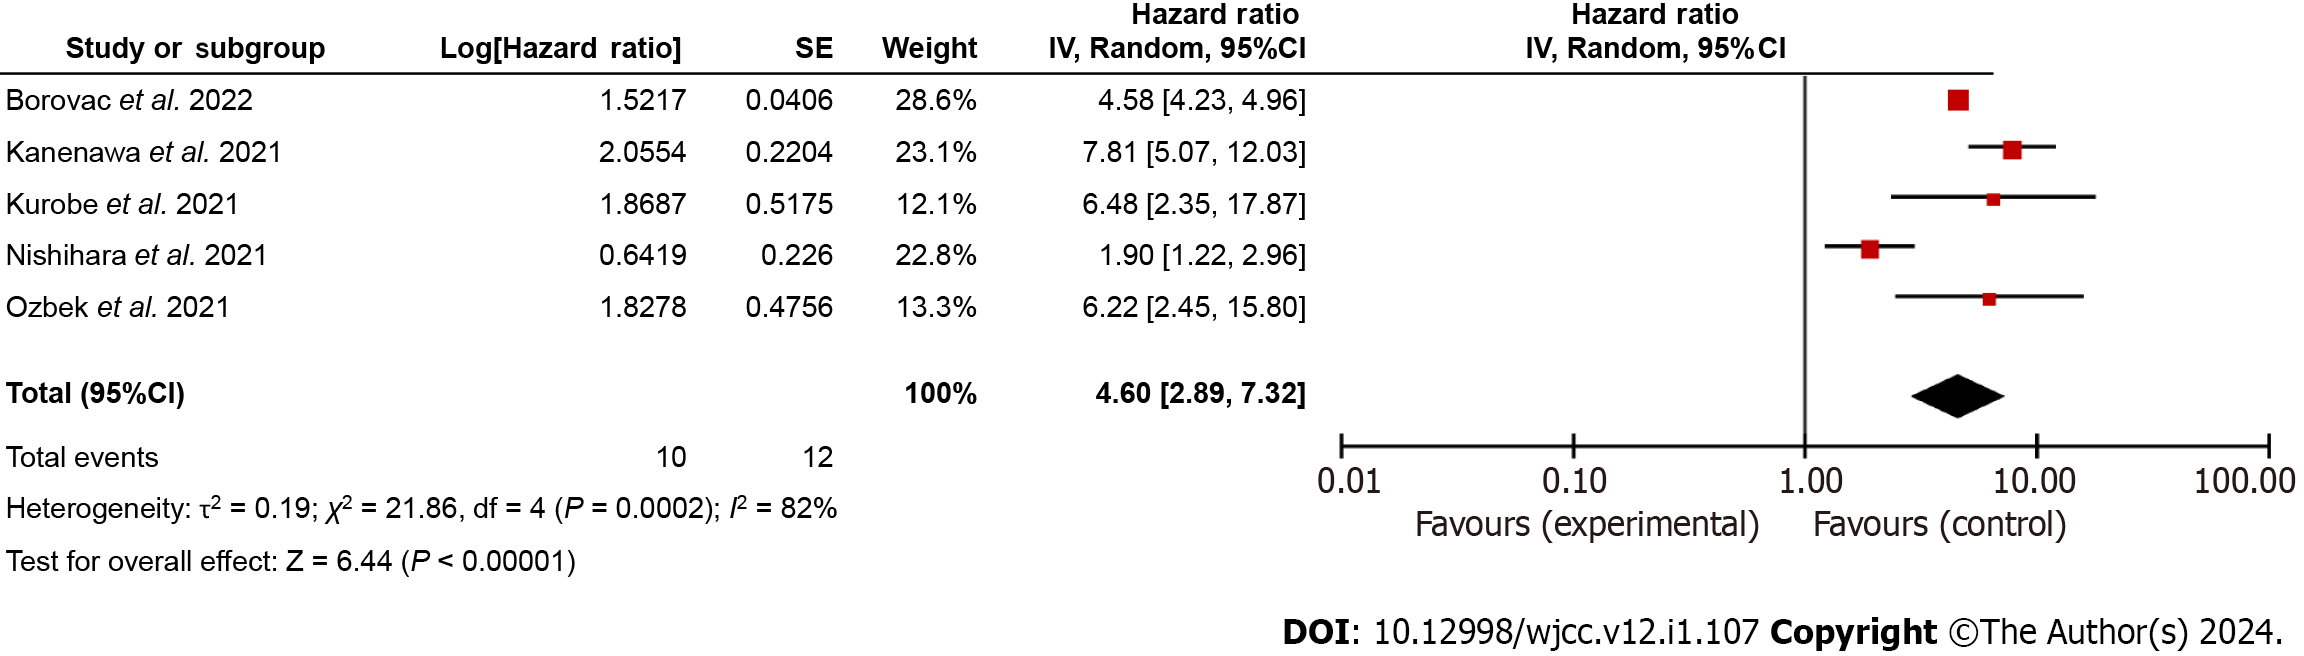 Hazard ratio Hazard ratio
Study or subgroup Log[Hazard ratio] SE Weight IV, Random, 95%CI IV, Random, 95%CI
Borovac et al. 2022 1.5217 0.0406 28.6% 4.58 [4.23, 4.96]
Kanenawa et al. 2021 2.0554 0.2204 23.1% 7.81 [5.07, 12.03]
Kurobe et al. 2021 1.8687 0.5175 12.1% 6.48 [2.35, 17.87]
Nishihara et al. 2021 0.6419 0.226 22.8% 1.90 [1.22, 2.96]
Ozbek et al. 2021 1.8278 0.4756 13.3% 6.22 [2.45, 15.80]
Total (95%CI) 100% 4.60 [2.89, 7.32]
Total events 10 12
0.01 0.10 1.00 10.00 100.00
Heterogeneity: τ² = 0.19; χ² = 21.86, df = 4 (P = 0.0002); I² = 82%
Favours (experimental) Favours (control)
Test for overall effect: Z = 6.44 (P < 0.00001)
DOI: 10.12998/wjcc.v12.i1.107 Copyright ©The Author(s) 2024.